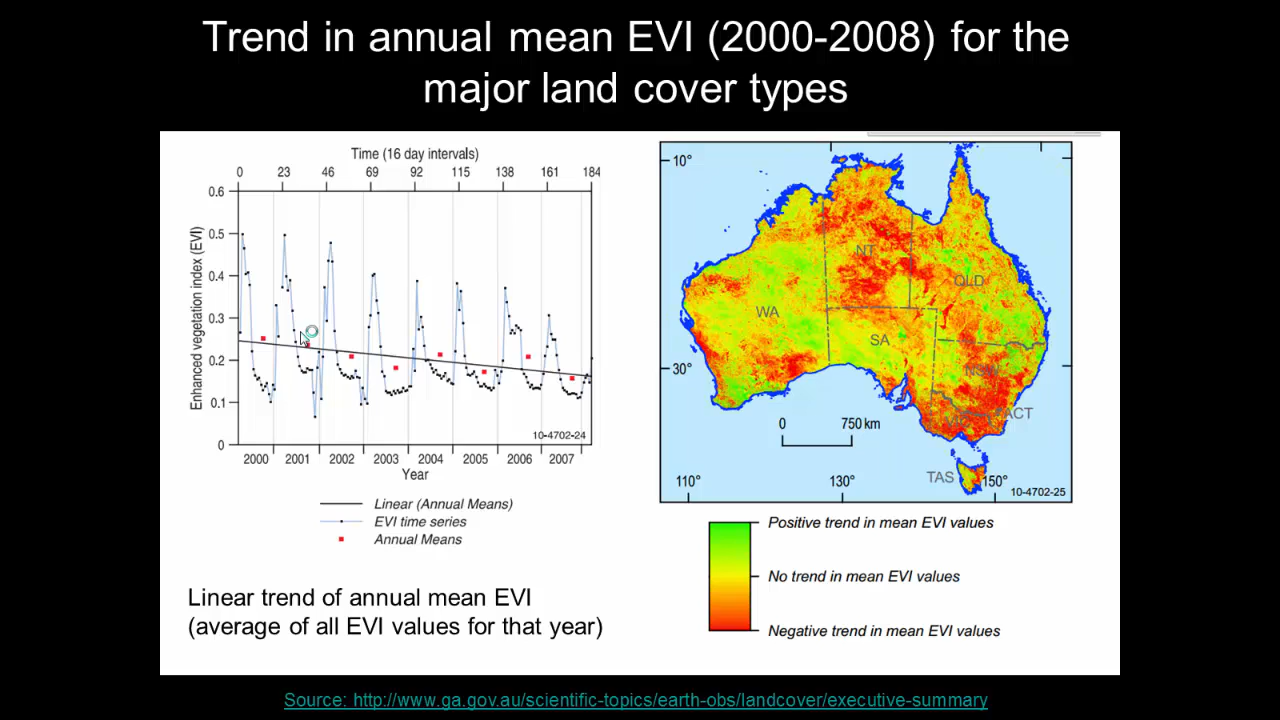 Trend in annual mean EVI (2000-2008) for the
major land cover types
Time (16 day intervals)
0 23 46 69 92 115 138 161 184
Enhanced vegetation index (EVI)
0.6
0.5
0.4
0.3
0.2
0.1
0
10-4702-24
2000 2001 2002 2003 2004 2005 2006 2007
Year
Linear (Annual Means)
EVI time series
Annual Means
Linear trend of annual mean EVI
(average of all EVI values for that year)
10°
NT
QLD
WA
SA
30°
NSW
ACT
0 750 km
TAS
110° 130° 150°
10-4702-25
Positive trend in mean EVI values
No trend in mean EVI values
Negative trend in mean EVI values
Source: http://www.ga.gov.au/scientific-topics/earth-obs/landcover/executive-summary